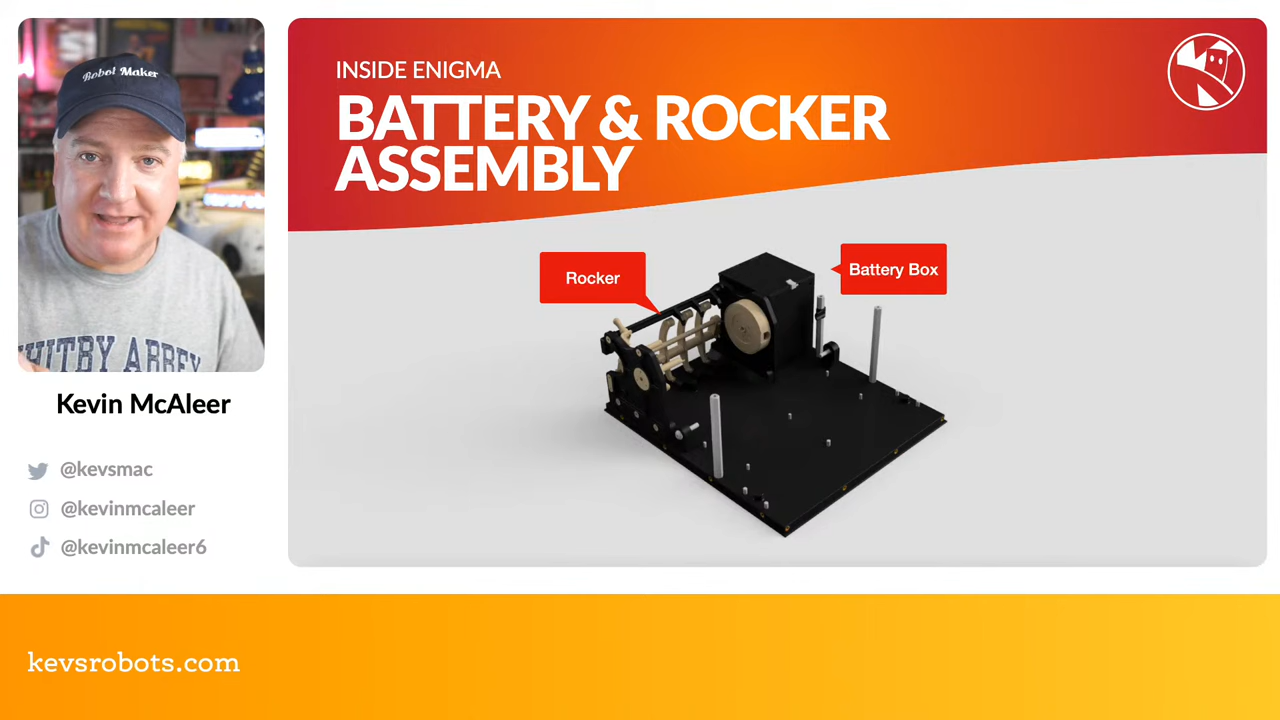 Robot Maker
WHITBY ABBEY
Kevin McAleer
@kevsmac
@kevinmcaleer
@kevinmcaleer6
INSIDE ENIGMA
BATTERY & ROCKER
ASSEMBLY
Rocker
Battery Box
kevsrobots.com